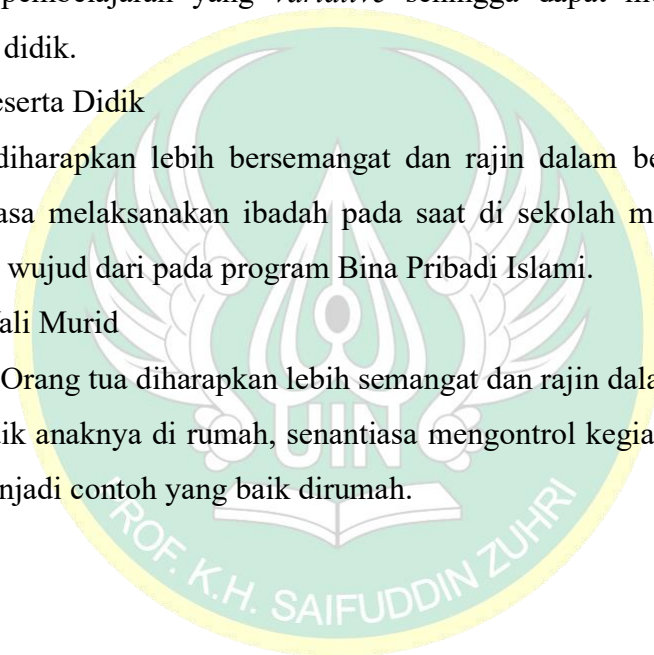 pembelajaran yang variative sehingga dapat
didik.
eserta Didik
diharapkan lebih bersemangat dan rajin dalam be
asa melaksanakan ibadah pada saat di sekolah m
wujud dari pada program Bina Pribadi Islami.
ali Murid
Orang tua diharapkan lebih semangat dan rajin dala
ik anaknya di rumah, senantiasa mengontrol kegia
njadi contoh yang baik dirumah.
UIN
PROF. K.H. SAIFUDDIN ZUHRI